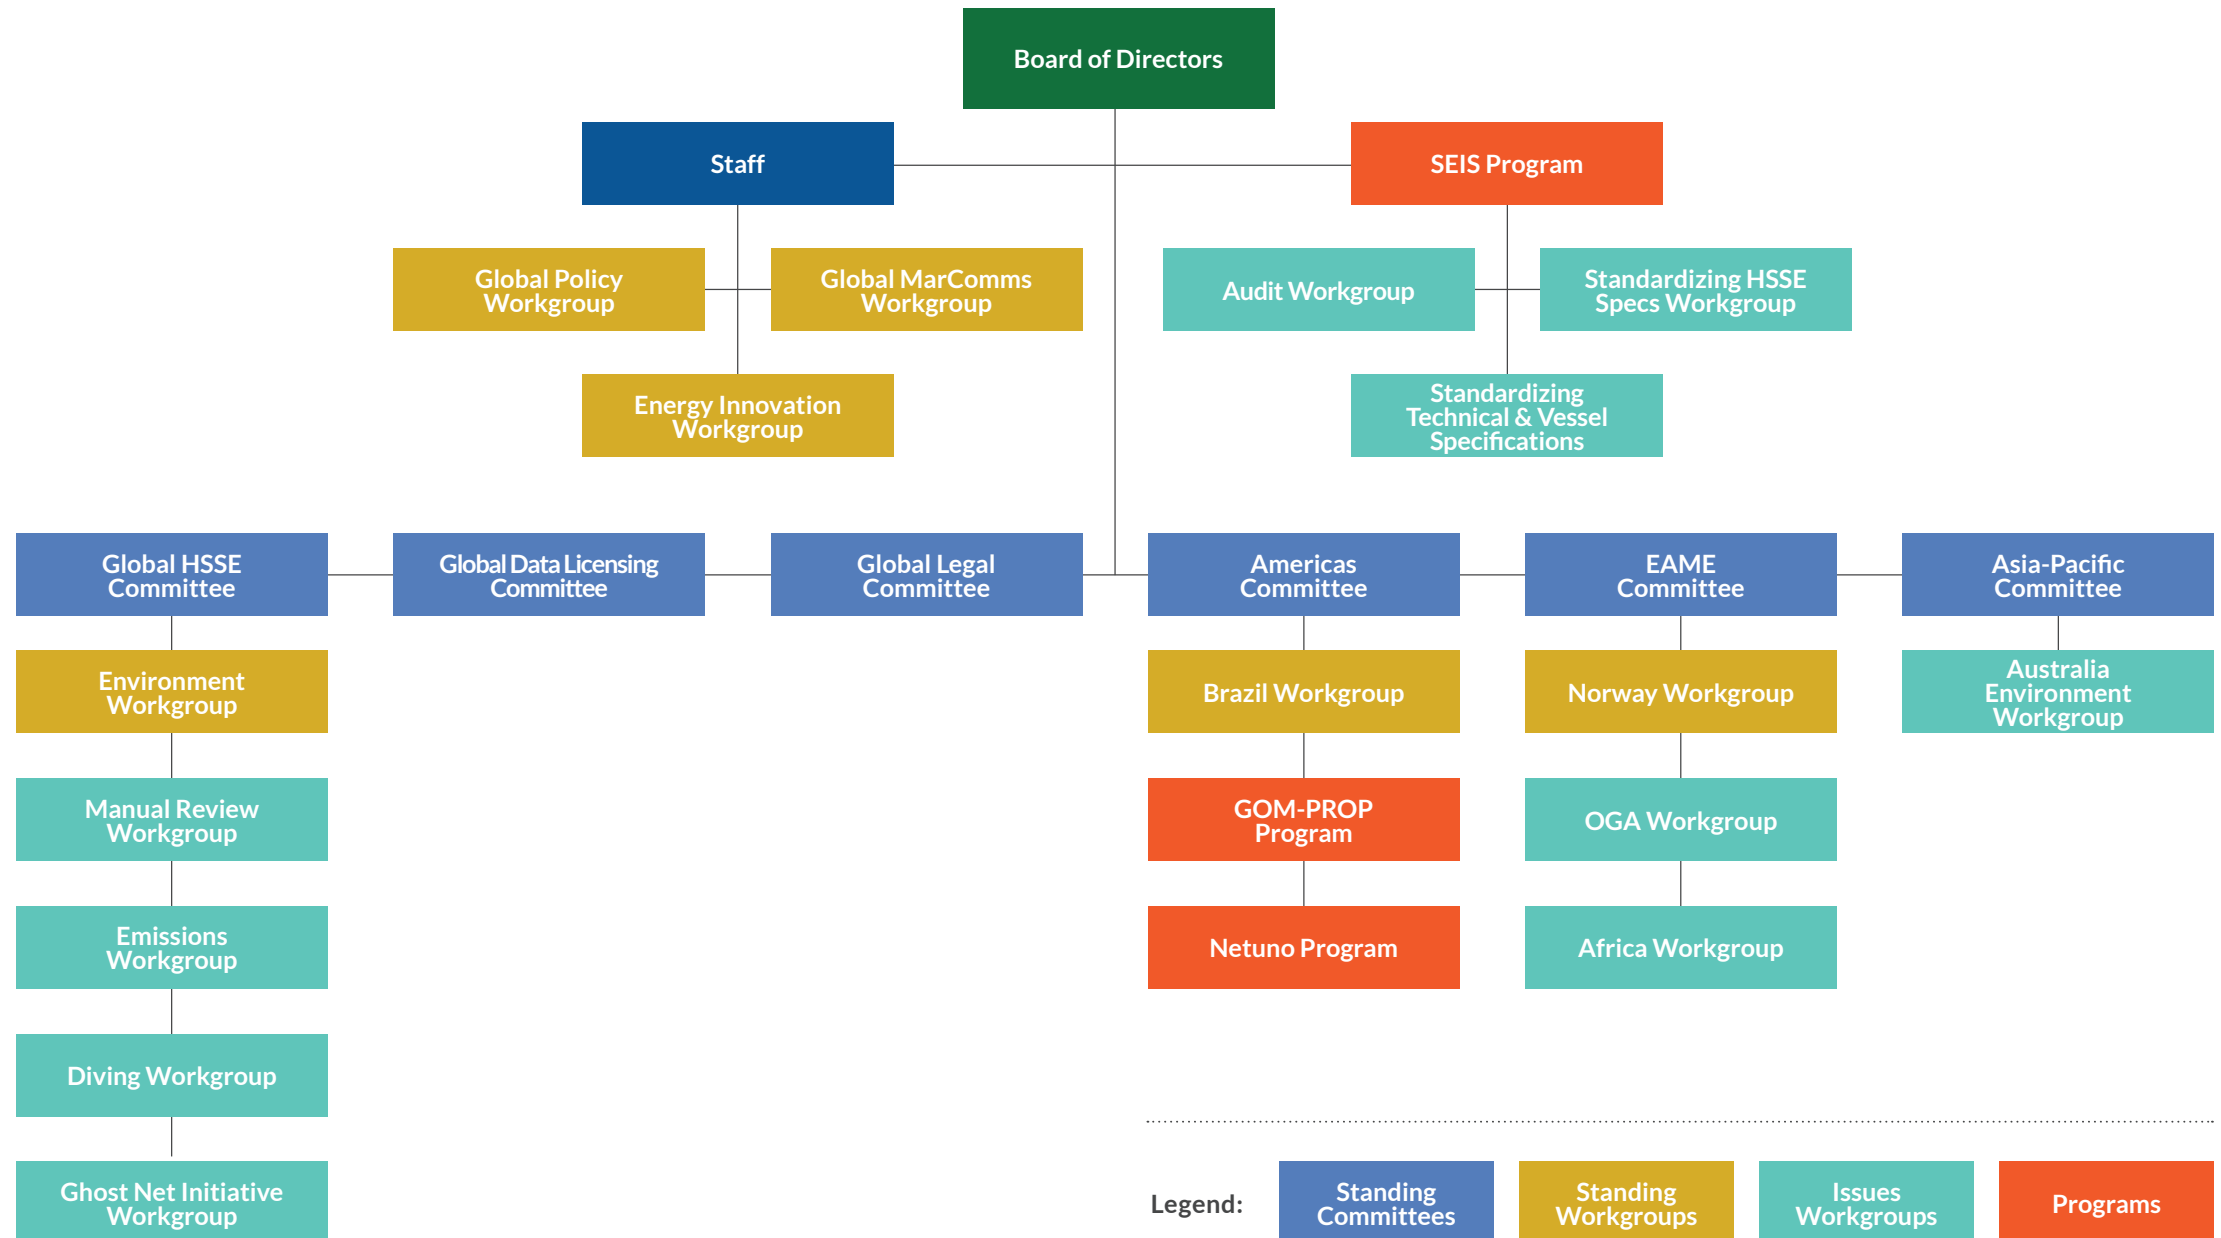 Board of Directors
Staff
SEIS Program
Global Policy
Workgroup
Global MarComms
Workgroup
Audit Workgroup
Standardizing HSSE
Specs Workgroup
Energy Innovation
Workgroup
Standardizing
Technical & Vessel
Specifications
Global HSSE
Committee
Global Data Licensing
Committee
Global Legal
Committee
Americas
Committee
EAME
Committee
Asia-Pacific
Committee
Environment
Workgroup
Brazil Workgroup
Norway Workgroup
Australia
Environment
Workgroup
Manual Review
Workgroup
GOM-PROP
Program
OGA Workgroup
Emissions
Workgroup
Netuno Program
Africa Workgroup
Diving Workgroup
Ghost Net Initiative
Workgroup
Legend:
Standing
Committees
Standing
Workgroups
Issues
Workgroups
Programs